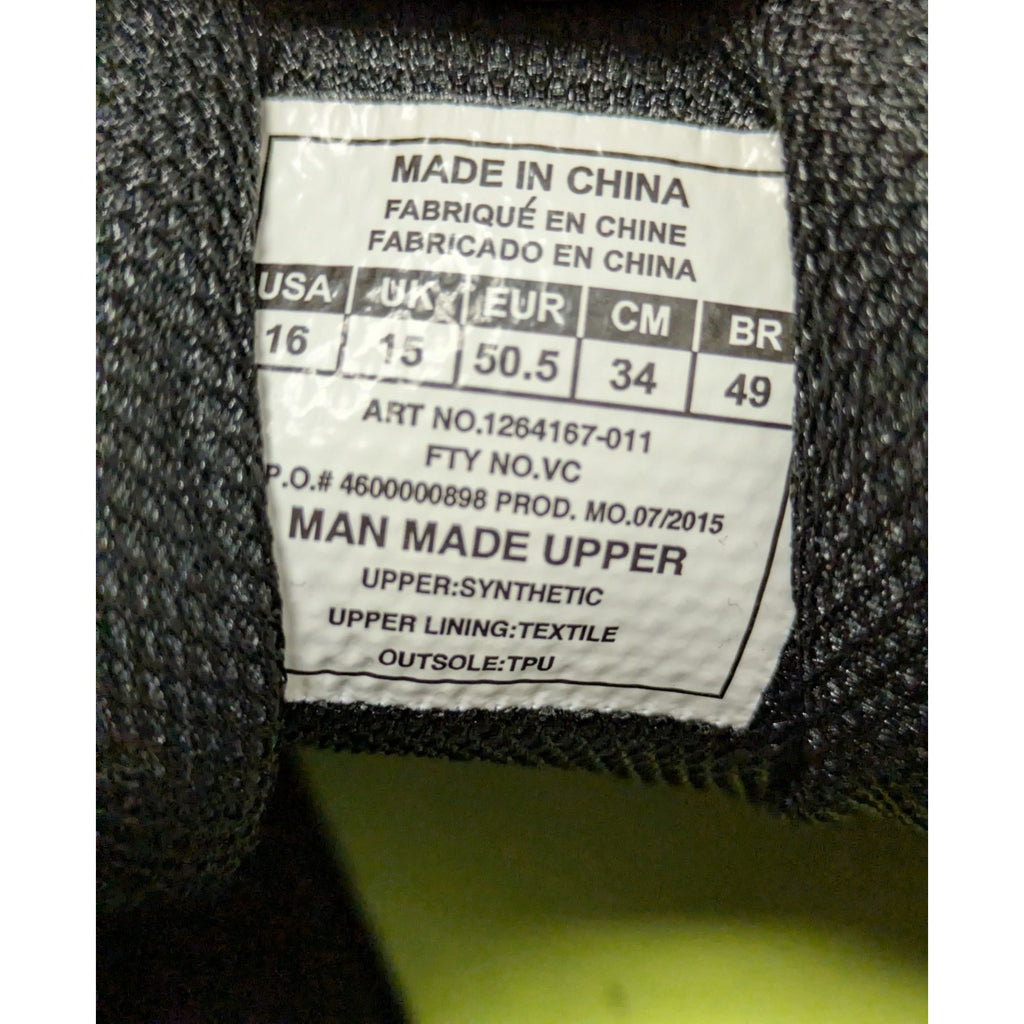 MADE IN CHINA
FABRIQUÉ EN CHINE
FABRICADO EN CHINA
USA UK EUR CM BR
16 15 50.5 34 49
ART NO.1264167-011
FTY NO.VC
P.O.# 4600000898 PROD. MO.07/2015
MAN MADE UPPER
UPPER:SYNTHETIC
UPPER LINING:TEXTILE
OUTSOLE:TPU